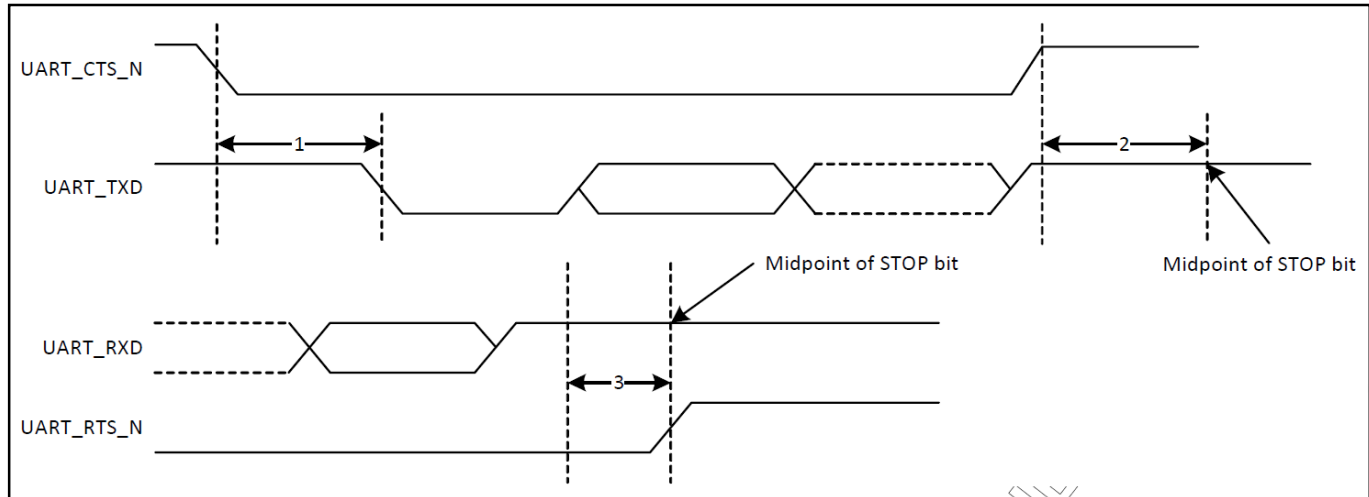 UART_CTS_N
1
2
UART_TXD
Midpoint of STOP bit
Midpoint of STOP bit
UART_RXD
3
UART_RTS_N